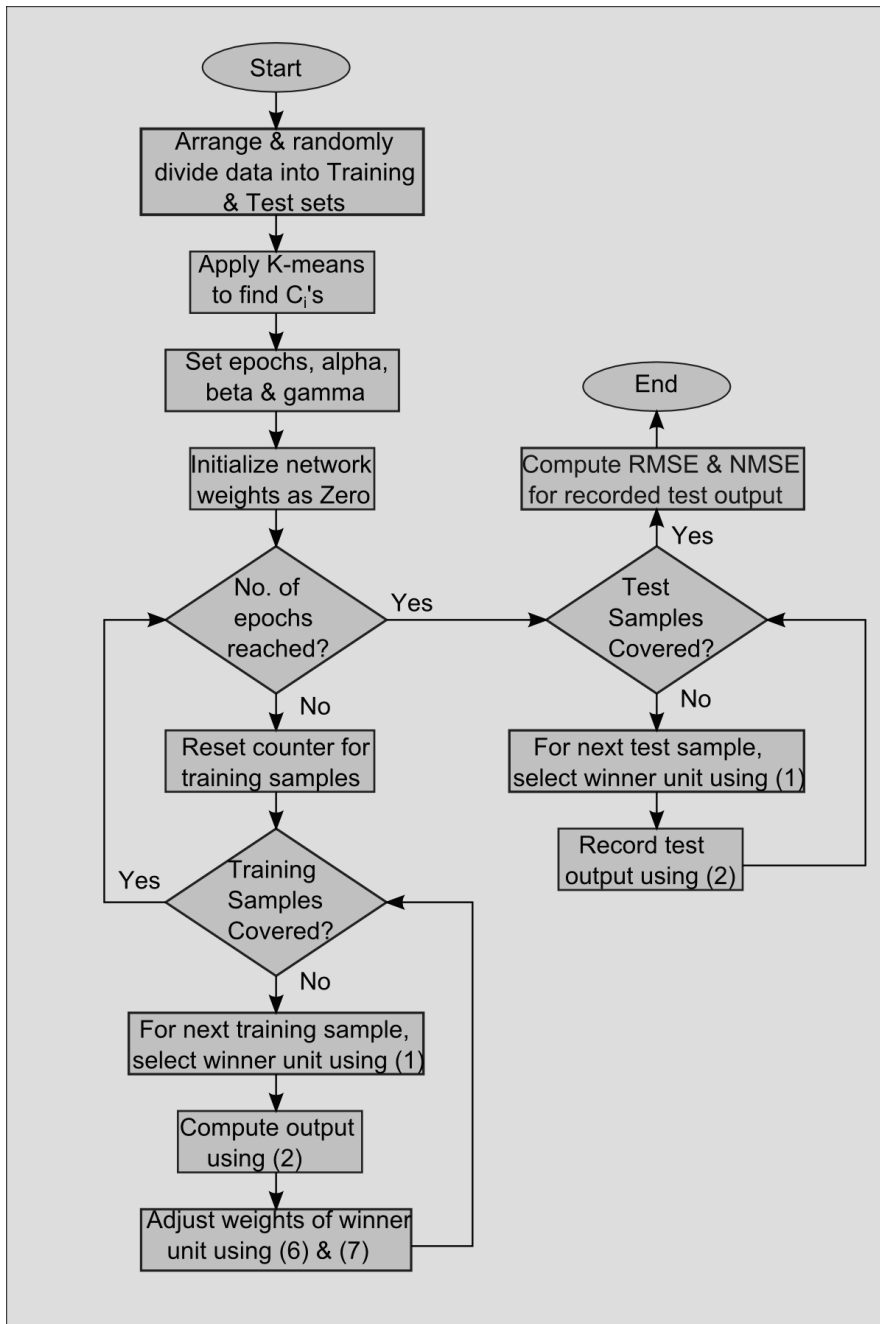 Start
Arrange & randomly
divide data into Training
& Test sets
Apply K-means
to find Ci's
Set epochs, alpha,
beta & gamma
Initialize network
weights as Zero
No. of
epochs
reached?
Yes
No
Reset counter for
training samples
Training
Samples
Covered?
Yes
No
For next training sample,
select winner unit using (1)
Compute output
using (2)
Adjust weights of winner
unit using (6) & (7)
End
Compute RMSE & NMSE
for recorded test output
Yes
Test
Samples
Covered?
No
For next test sample,
select winner unit using (1)
Record test
output using (2)